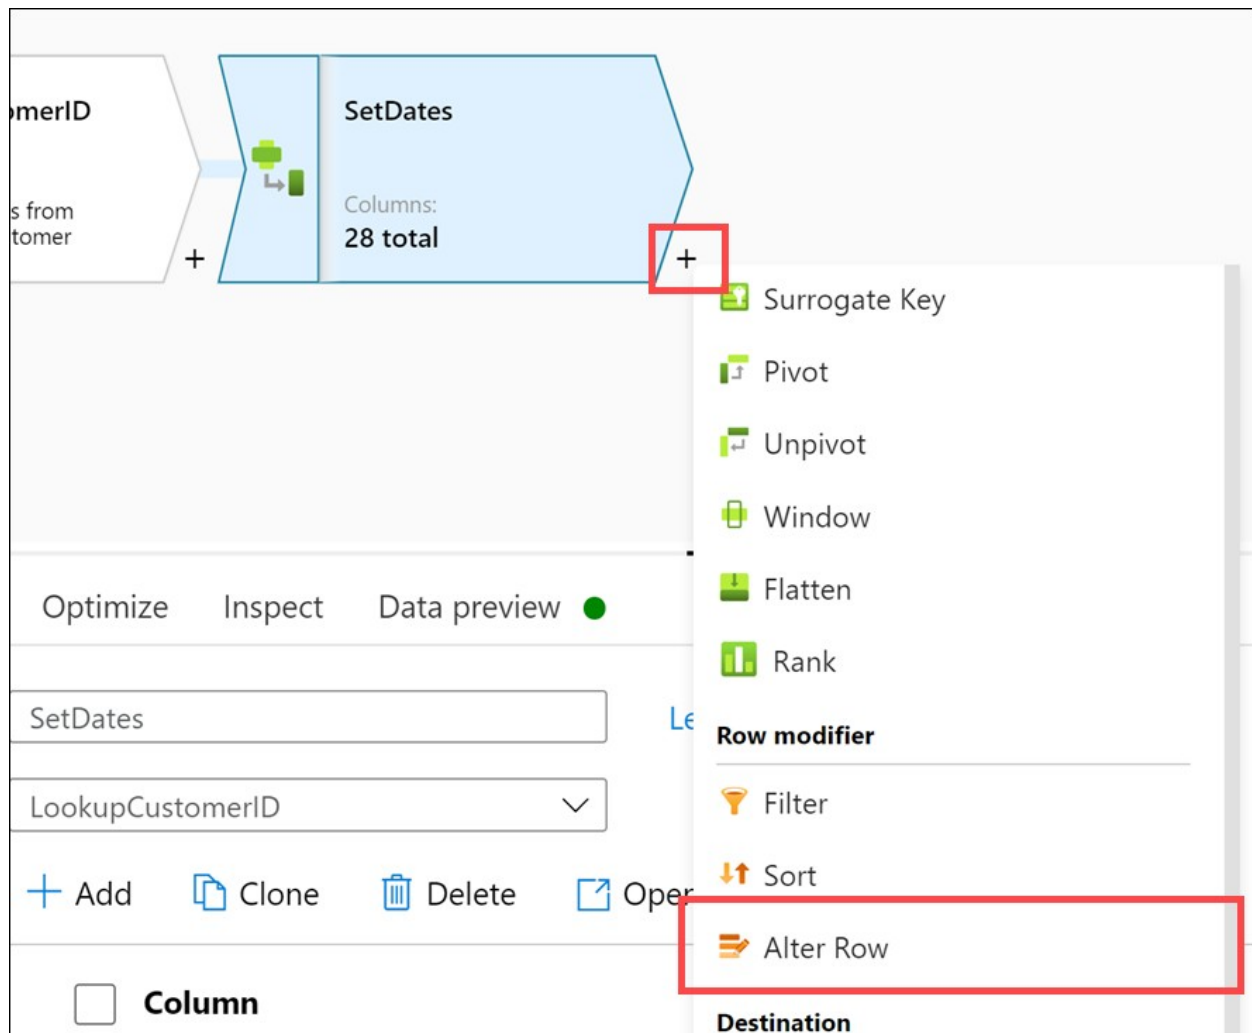 SetDates
s from
tomer
Columns:
28 total
+
+
Surrogate Key
Pivot
Unpivot
Window
Flatten
Rank
Optimize Inspect Data preview
SetDates
Row modifier
LookupCustomerID
Filter
Sort
+ Add Clone Delete
Alter Row
Column
Destination